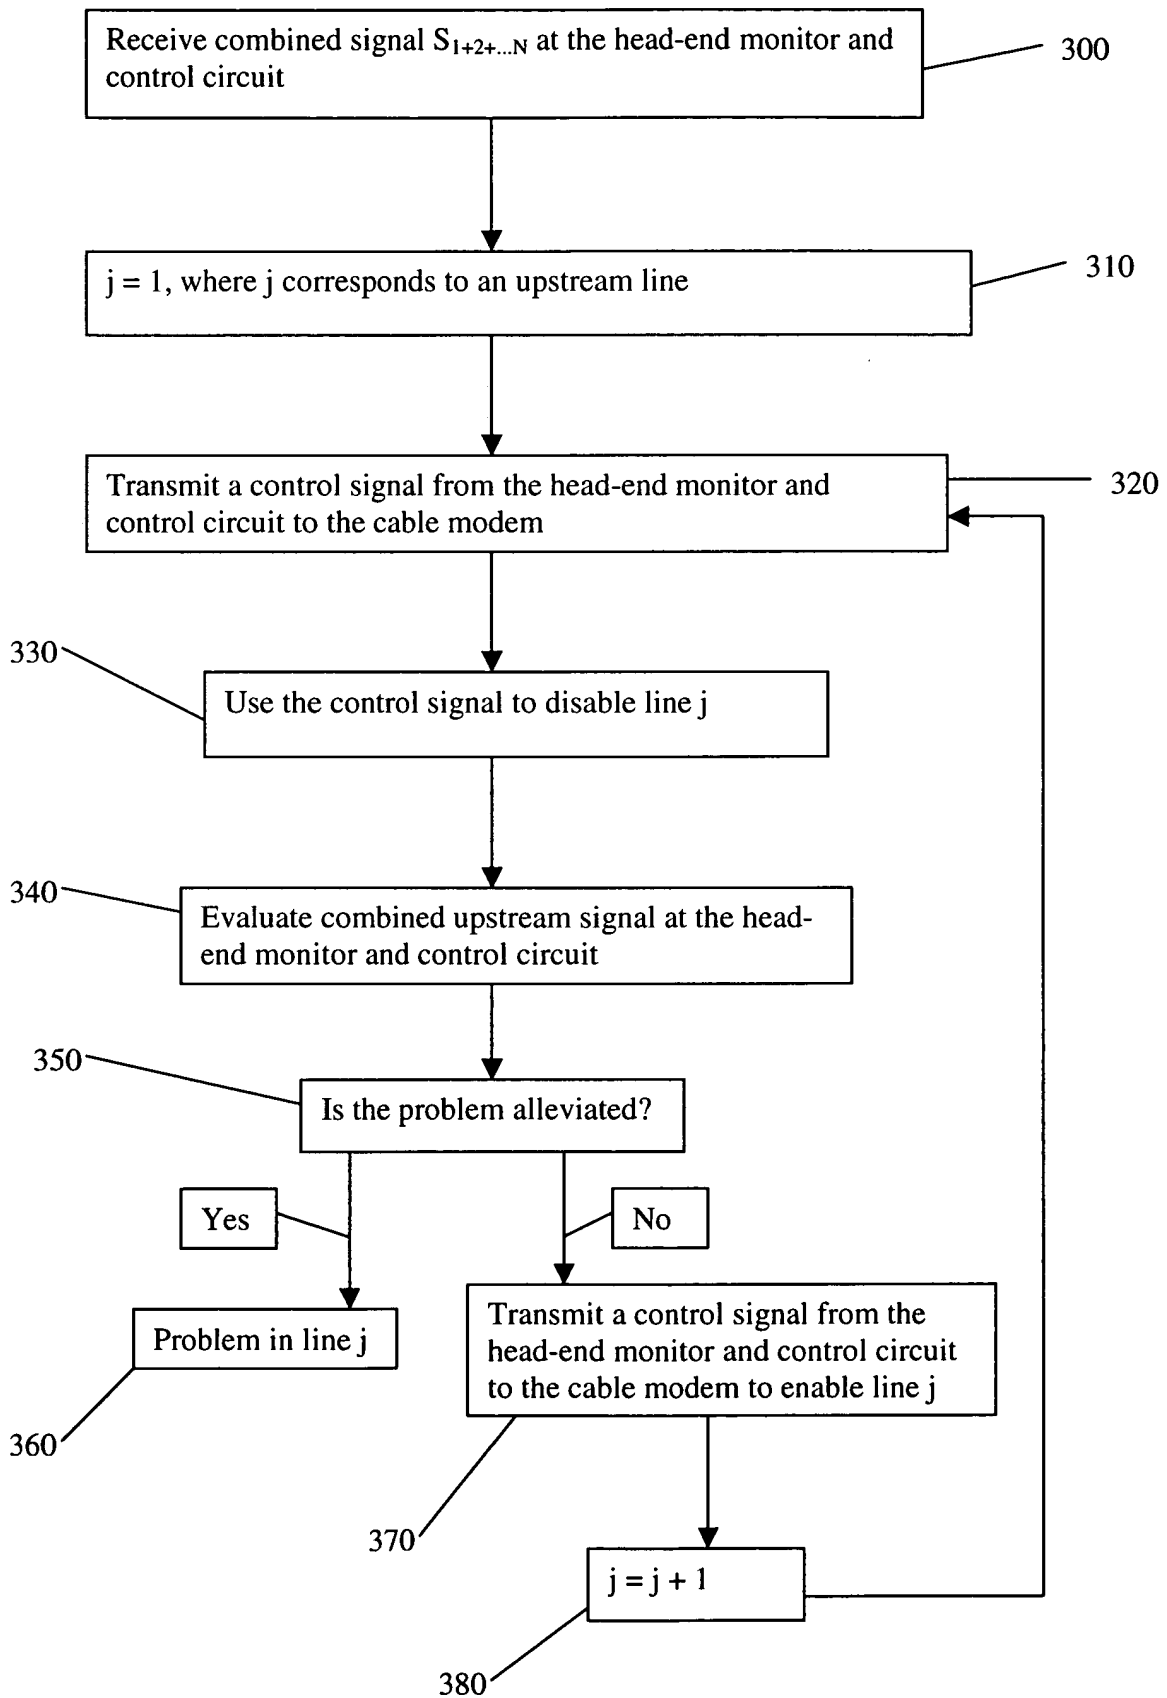 Receive combined signal S1+2+...N at the head-end monitor and
control circuit
300
j = 1, where j corresponds to an upstream line
310
Transmit a control signal from the head-end monitor and
control circuit to the cable modem
320
330
Use the control signal to disable line j
340
Evaluate combined upstream signal at the head-
end monitor and control circuit
350
Is the problem alleviated?
Yes
No
Problem in line j
360
Transmit a control signal from the
head-end monitor and control circuit
to the cable modem to enable line j
370
j = j + 1
380